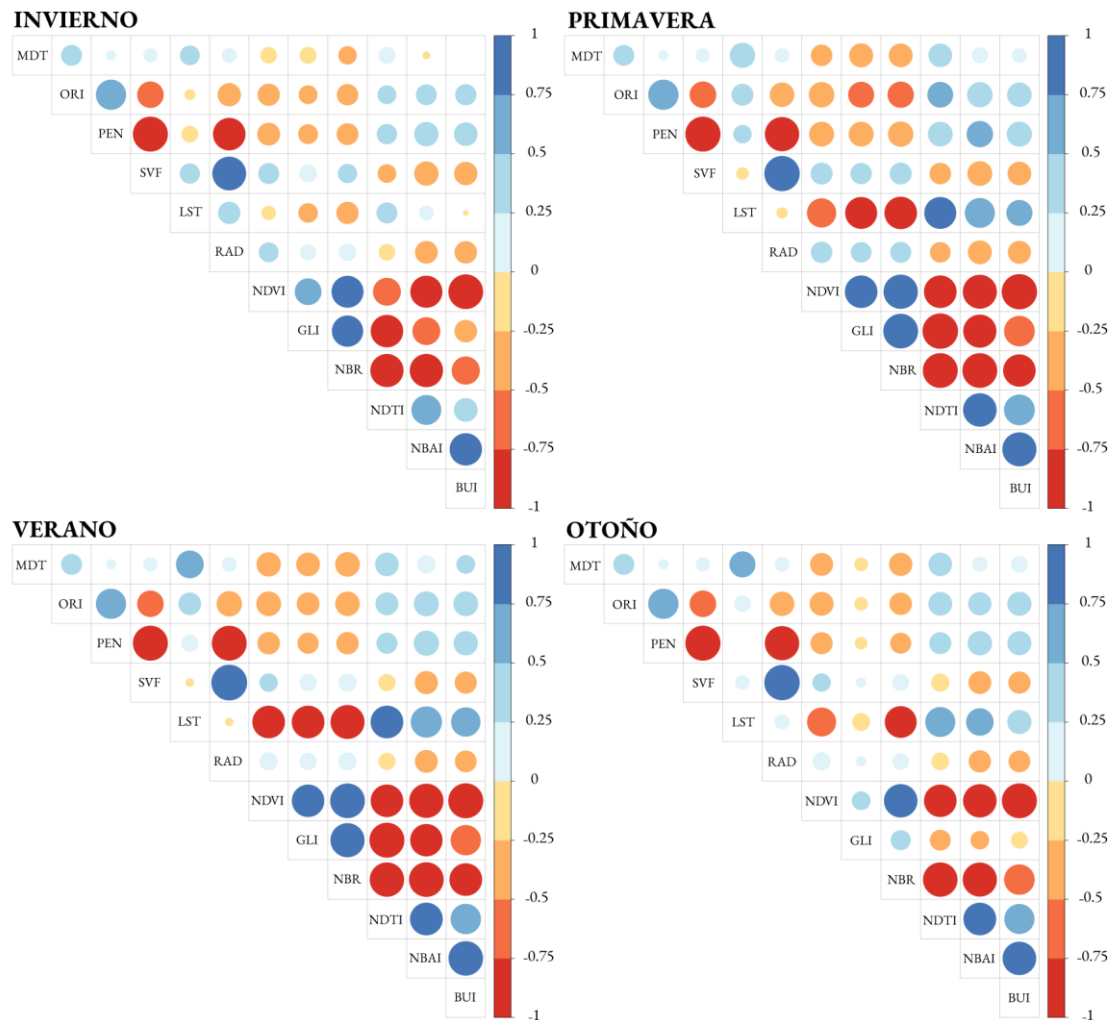 INVIERNO
MDT
ORI
PEN
SVF
LST
RAD
NDVI
GLI
NBR
NDTI
NBAI
BUI
1
0.75
0.5
0.25
0
-0.25
-0.5
-0.75
-1
PRIMAVERA
MDT
ORI
PEN
SVF
LST
RAD
NDVI
GLI
NBR
NDTI
NBAI
BUI
1
0.75
0.5
0.25
0
-0.25
-0.5
-0.75
-1
VERANO
MDT
ORI
PEN
SVF
LST
RAD
NDVI
GLI
NBR
NDTI
NBAI
BUI
1
0.75
0.5
0.25
0
-0.25
-0.5
-0.75
-1
OTOÑO
MDT
ORI
PEN
SVF
LST
RAD
NDVI
GLI
NBR
NDTI
NBAI
BUI
1
0.75
0.5
0.25
0
-0.25
-0.5
-0.75
-1